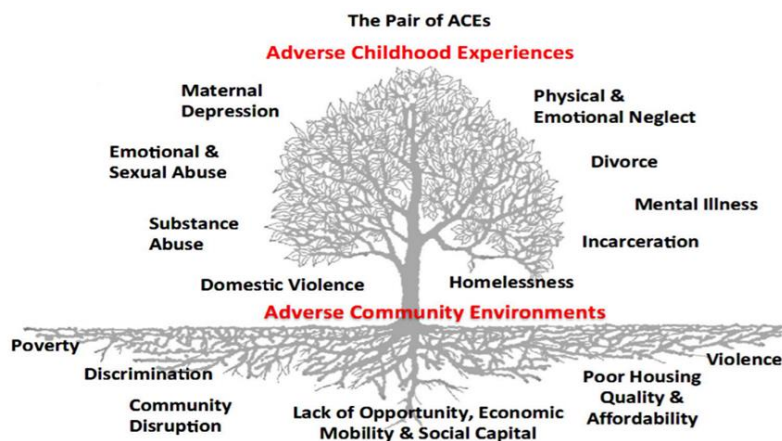 The Pair of ACEs
Adverse Childhood Experiences
Maternal
Depression
Physical &
Emotional Neglect
Emotional &
Sexual Abuse
Divorce
Mental Illness
Substance
Abuse
Incarceration
Domestic Violence
Homelessness
Adverse Community Environments
Poverty
Violence
Discrimination
Poor Housing
Quality &
Affordability
Community
Disruption
Lack of Opportunity, Economic
Mobility & Social Capital